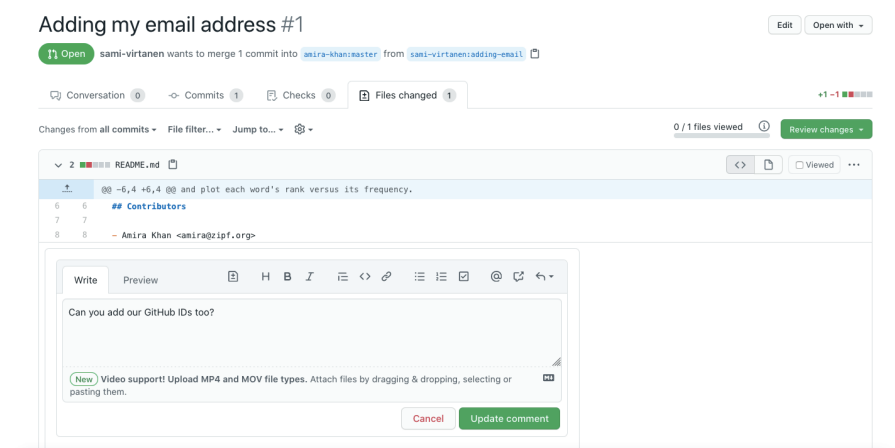 Adding my email address #1
Edit
Open with
Open
sami-virtanen wants to merge 1 commit into amira-khan:master from sami-virtanen:adding-email
Conversation 0
Commits 1
Checks 0
Files changed 1
+1 −1
Changes from all commits
File filter...
Jump to...
0 / 1 files viewed
Review changes
2
README.md
<>
Viewed
...
@@ -6,4 +6,4 @@ and plot each word's rank versus its frequency.
6 6 ## Contributors
7 7
8 8 - Amira Khan <amira@zipf.org>
Write
Preview
H B I
Can you add our GitHub IDs too?
New Video support! Upload MP4 and MOV file types. Attach files by dragging & dropping, selecting or
pasting them.
Cancel
Update comment